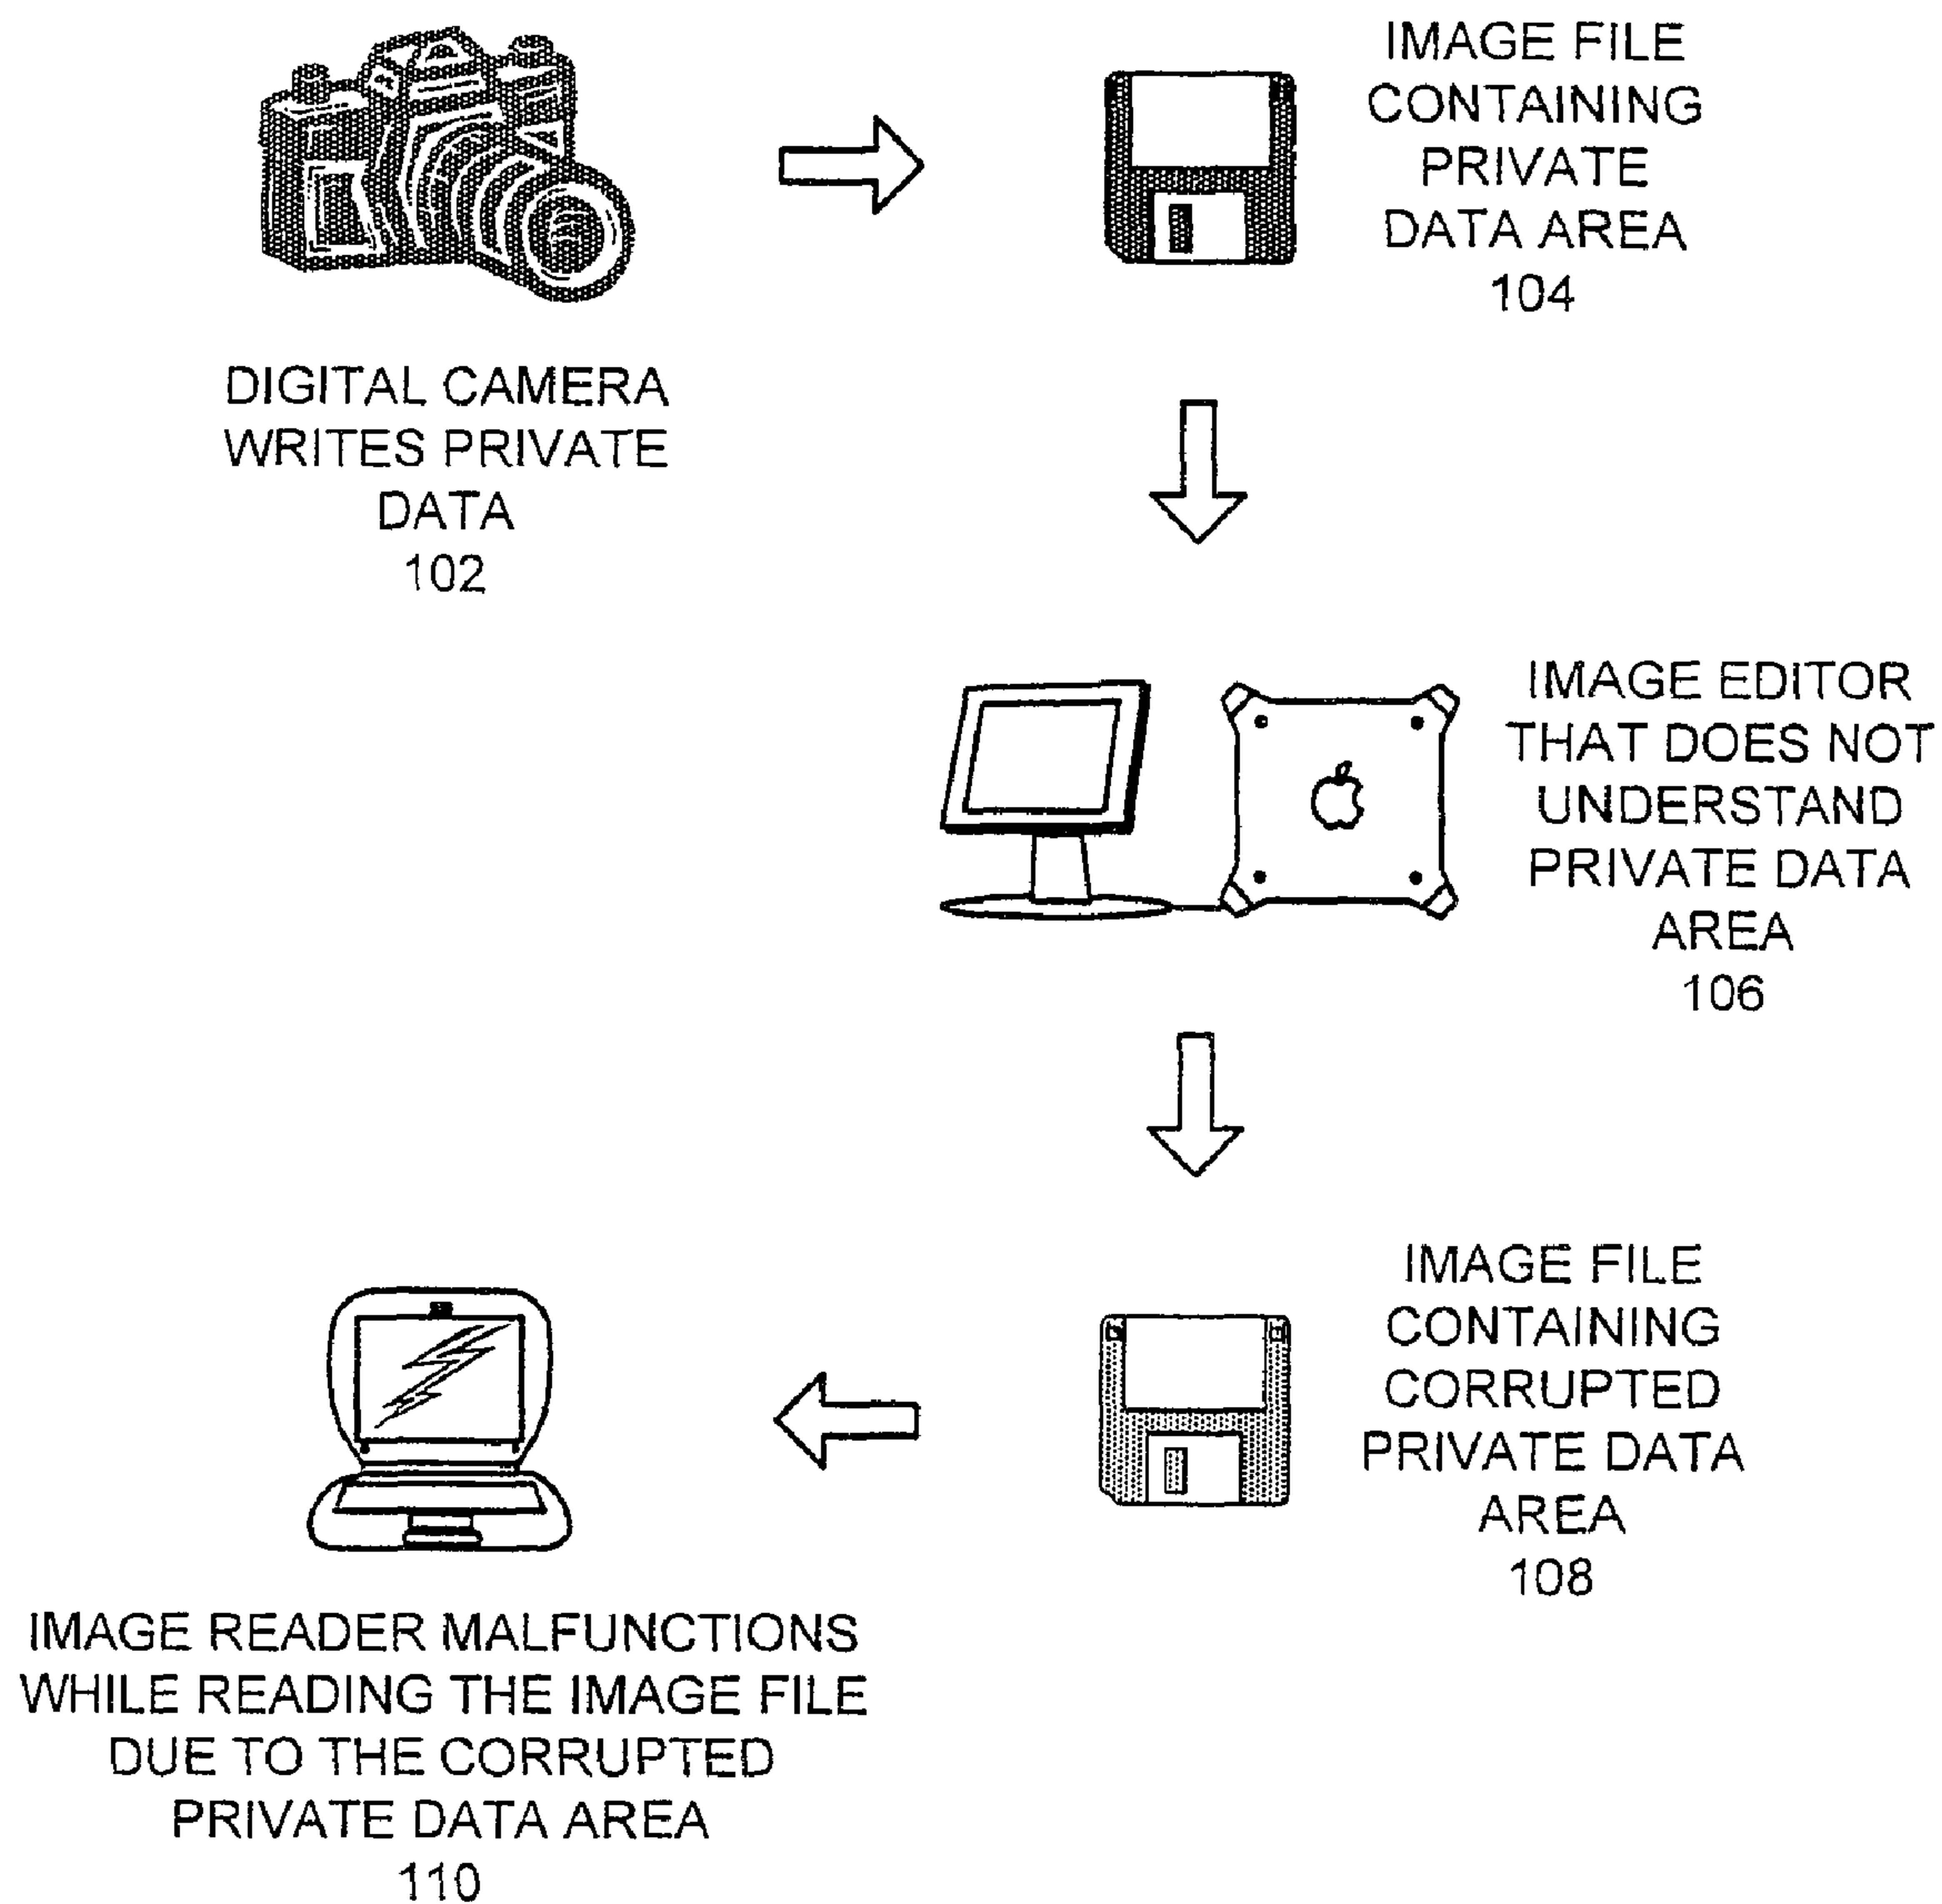 DIGITAL CAMERA
WRITES PRIVATE
DATA
102
IMAGE FILE
CONTAINING
PRIVATE
DATA AREA
104
IMAGE EDITOR
THAT DOES NOT
UNDERSTAND
PRIVATE DATA
AREA
106
IMAGE FILE
CONTAINING
CORRUPTED
PRIVATE DATA
AREA
108
IMAGE READER MALFUNCTIONS
WHILE READING THE IMAGE FILE
DUE TO THE CORRUPTED
PRIVATE DATA AREA
110